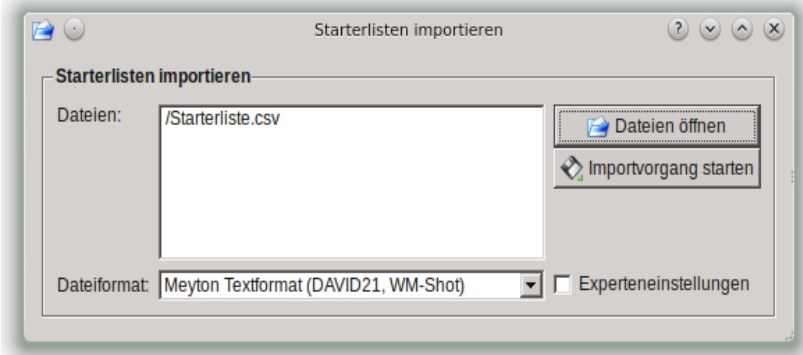 Starterlisten importieren
Starterlisten importieren
Dateien:
/Starterliste.csv
Dateien öffnen
Importvorgang starten
Dateiformat:
Meyton Textformat (DAVID21, WM-Shot)
Experteneinstellungen